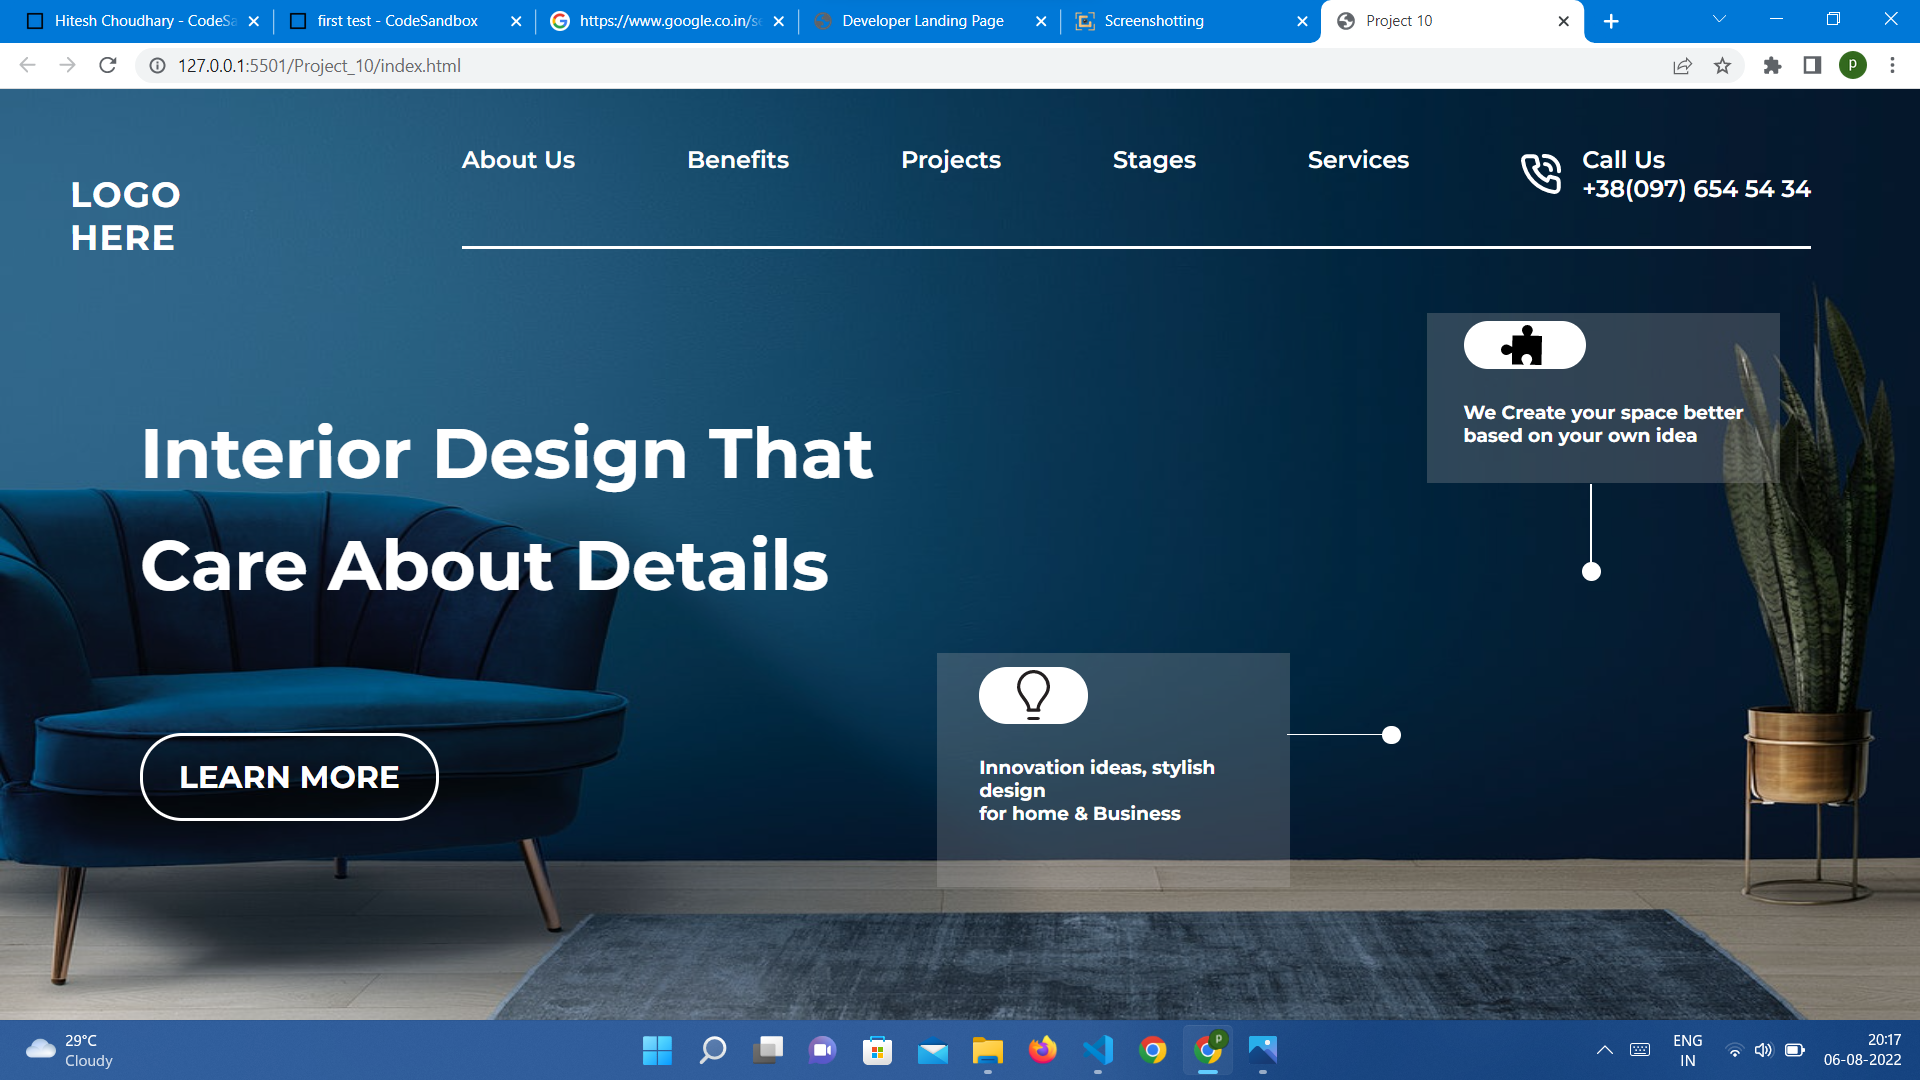 Hitesh Choudhary - CodeSa
first test - CodeSandbox
https://www.google.co.in/se
Developer Landing Page
Screenshotting
Project 10
127.0.0.1:5501/Project_10/index.html
P
LOGO
HERE
About Us
Benefits
Projects
Stages
Services
Call Us
+38(097) 654 54 34
We Create your space better
based on your own idea
Interior Design That
Care About Details
Innovation ideas, stylish
design
for home & Business
LEARN MORE
29°C
Cloudy
P
ENG
IN
20:17
06-08-2022